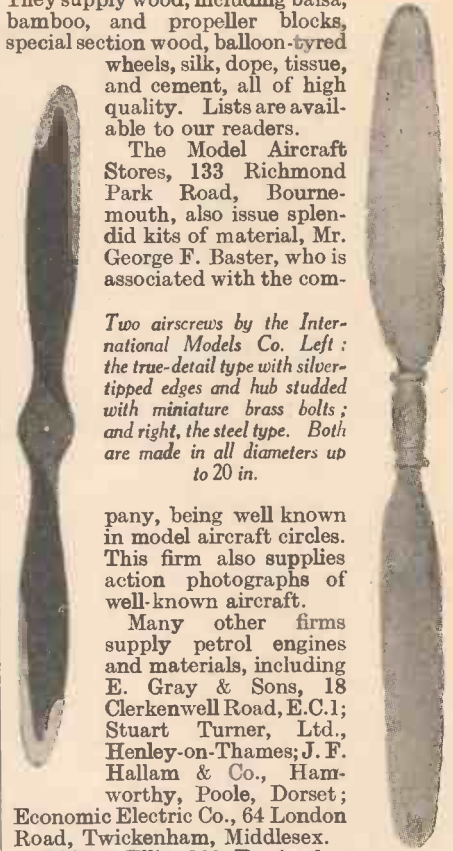 They supply wood, including balsa,
bamboo, and propeller blocks,
special section wood, balloon-tyred
wheels, silk, dope, tissue,
and cement, all of high
quality. Lists are avail-
able to our readers.
The Model Aircraft
Stores, 133 Richmond
Park Road, Bourne-
mouth, also issue splen-
did kits of material, Mr.
George F. Baster, who is
associated with the com-
Two airscrews by the Inter-
national Models Co. Left :
the true-detail type with silver-
tipped edges and hub studded
with miniature brass bolts ;
and right, the steel type. Both
are made in all diameters up
to 20 in.
pany, being well known
in model aircraft circles.
This firm also supplies
action photographs of
well-known aircraft.
Many other firms
supply petrol engines
and materials, including
E. Gray & Sons, 18
Clerkenwell Road, E.C.1;
Stuart Turner, Ltd.,
Henley-on-Thames; J. F.
Hallam & Co., Ham-
worthy, Poole, Dorset ;
Economic Electric Co., 64 London
Road, Twickenham, Middlesex.